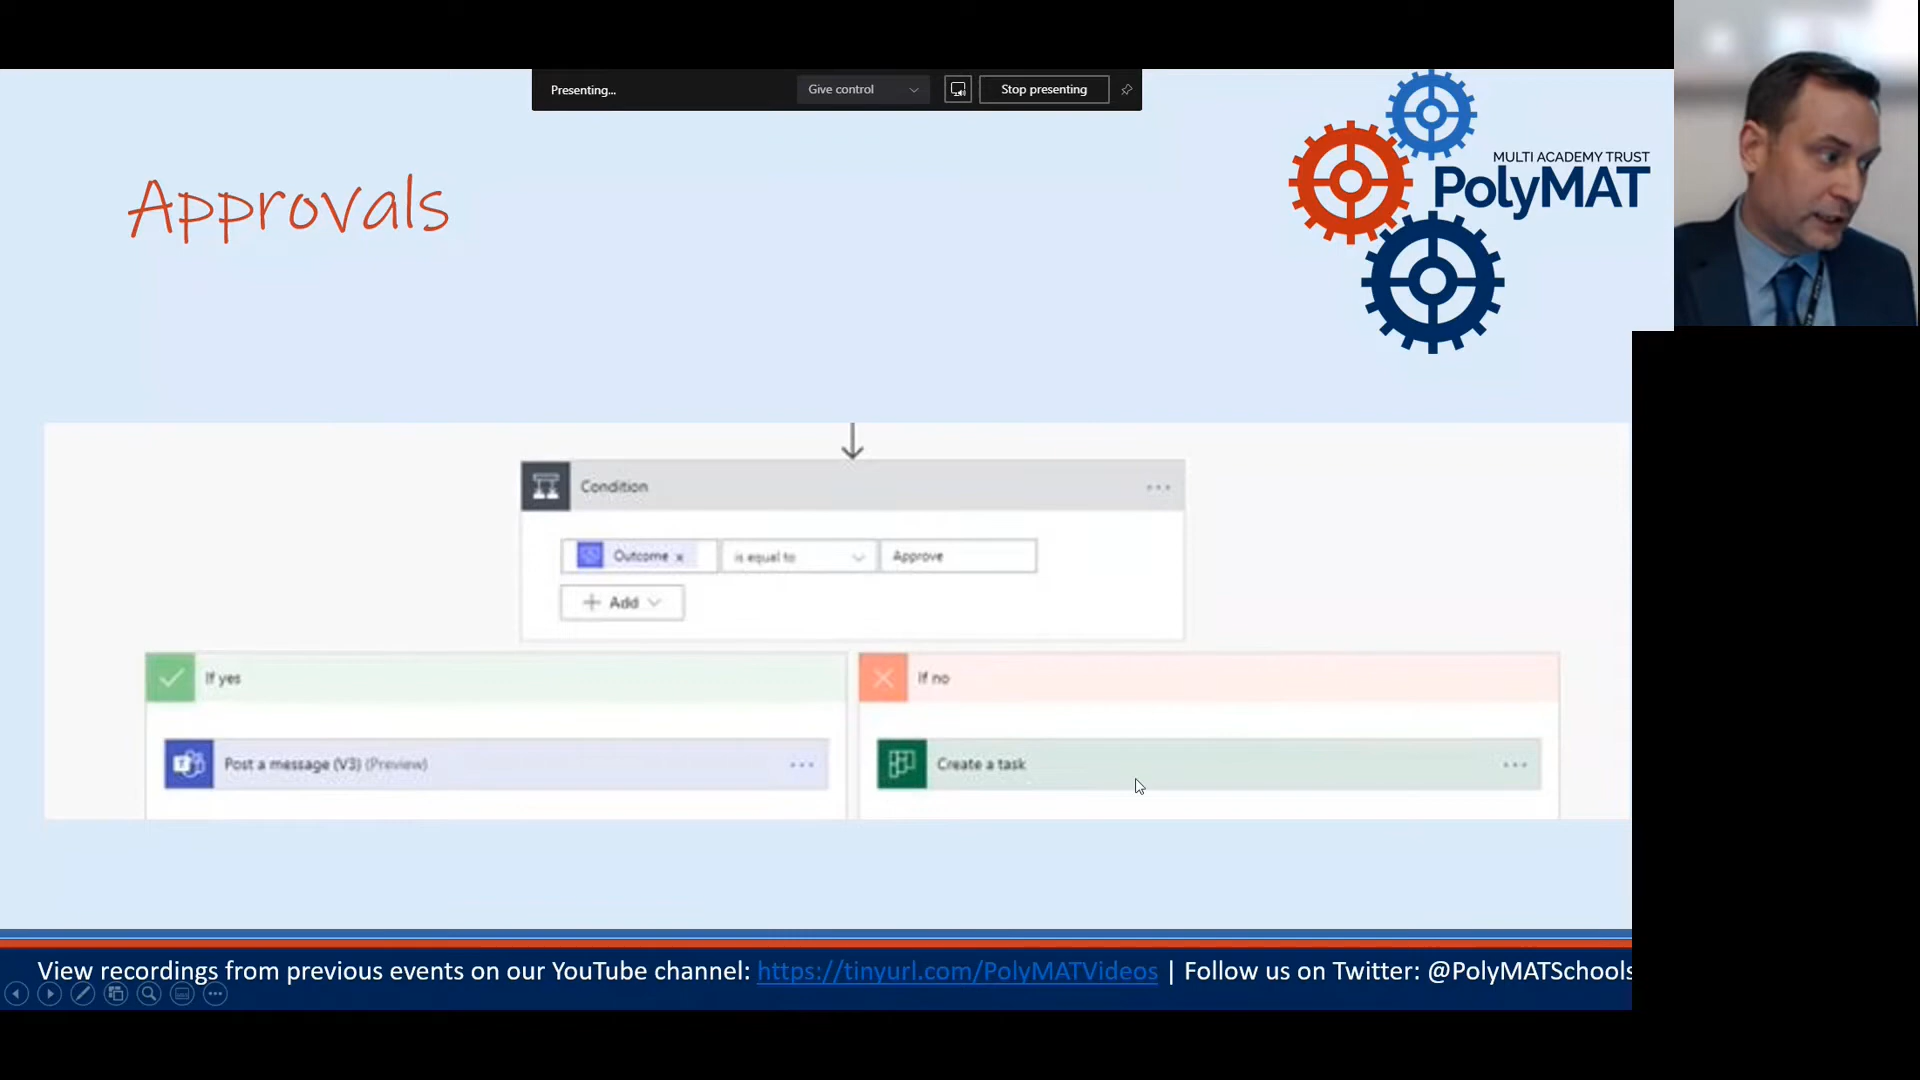 Presenting...
Give control
Stop presenting
MULTI ACADEMY TRUST
PolyMAT
Approvals
Condition
Outcome x is equal to Approve
+ Add
If yes
If no
Post a message (V3) (Preview)
Create a task
View recordings from previous events on our YouTube channel: https://tinyurl.com/PolyMATVideos | Follow us on Twitter: @PolyMATSchools